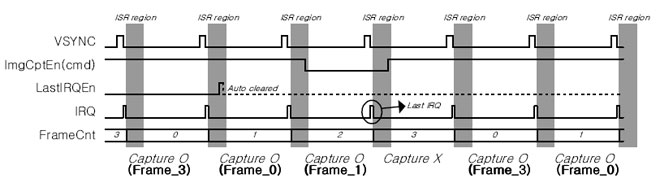 ISR region ISR region ISR region ISR region ISR region ISR region ISR region
VSYNC
ImgCptEn(cmd)
LastIRQEn Auto cleared
IRQ Last IRQ
FrameCnt 3 0 1 2 3 0 1
Capture O Capture O Capture O Capture X Capture O Capture O
(Frame_3) (Frame_0) (Frame_1) (Frame_3) (Frame_0)